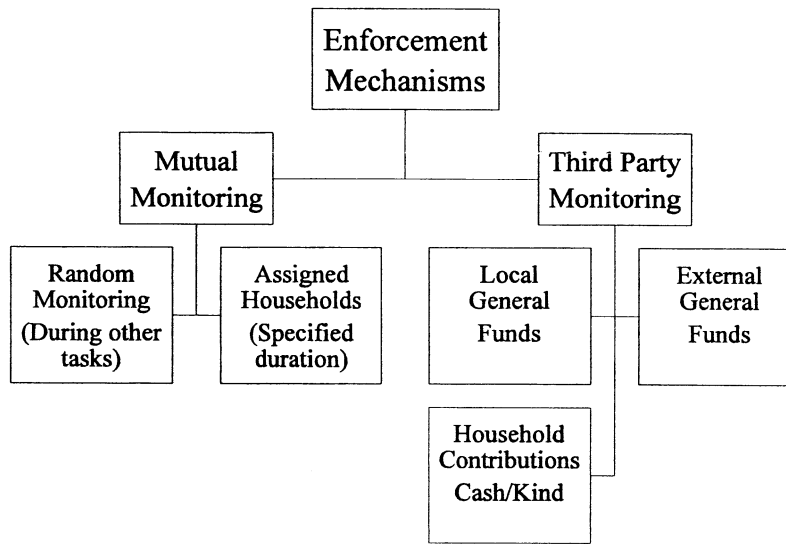 Enforcement
Mechanisms
Mutual
Monitoring
Third Party
Monitoring
Random
Monitoring
(During other
tasks)
Assigned
Households
(Specified
duration)
Local
General
Funds
External
General
Funds
Household
Contributions
Cash/Kind